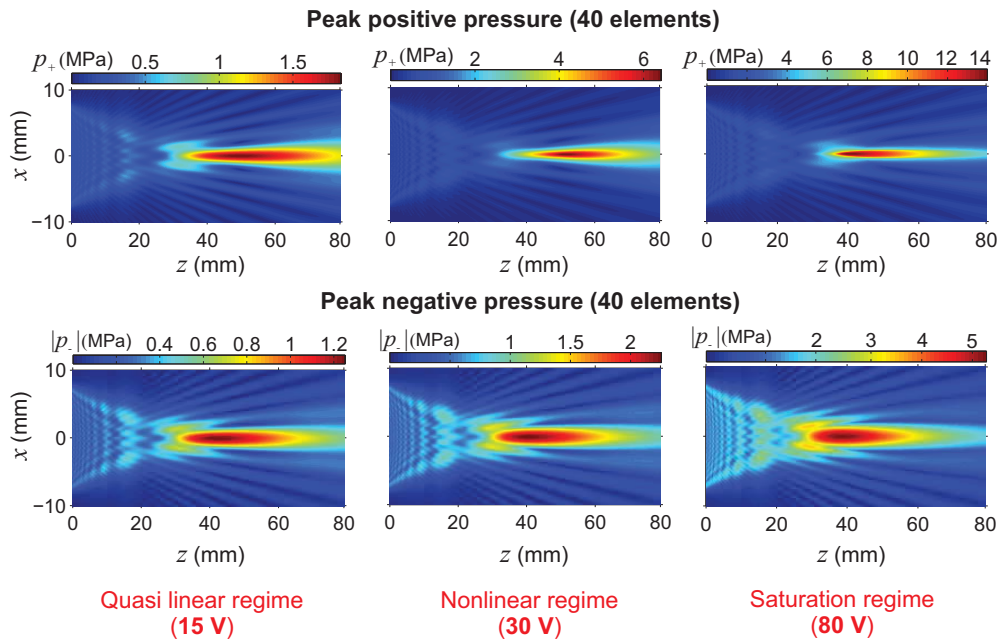 Peak positive pressure (40 elements)
p+ (MPa) 0.5 1 1.5
p+ (MPa) 2 4 6
p+ (MPa) 4 6 8 10 12 14
10
0
−10
x (mm)
0 20 40 60 80
0 20 40 60 80
0 20 40 60 80
z (mm)
z (mm)
z (mm)
Peak negative pressure (40 elements)
|p-|(MPa) 0.4 0.6 0.8 1 1.2
|p-|(MPa) 1 1.5 2
|p-|(MPa) 2 3 4 5
10
0
−10
x (mm)
0 20 40 60 80
0 20 40 60 80
0 20 40 60 80
z (mm)
z (mm)
z (mm)
Quasi linear regime
(15 V)
Nonlinear regime
(30 V)
Saturation regime
(80 V)